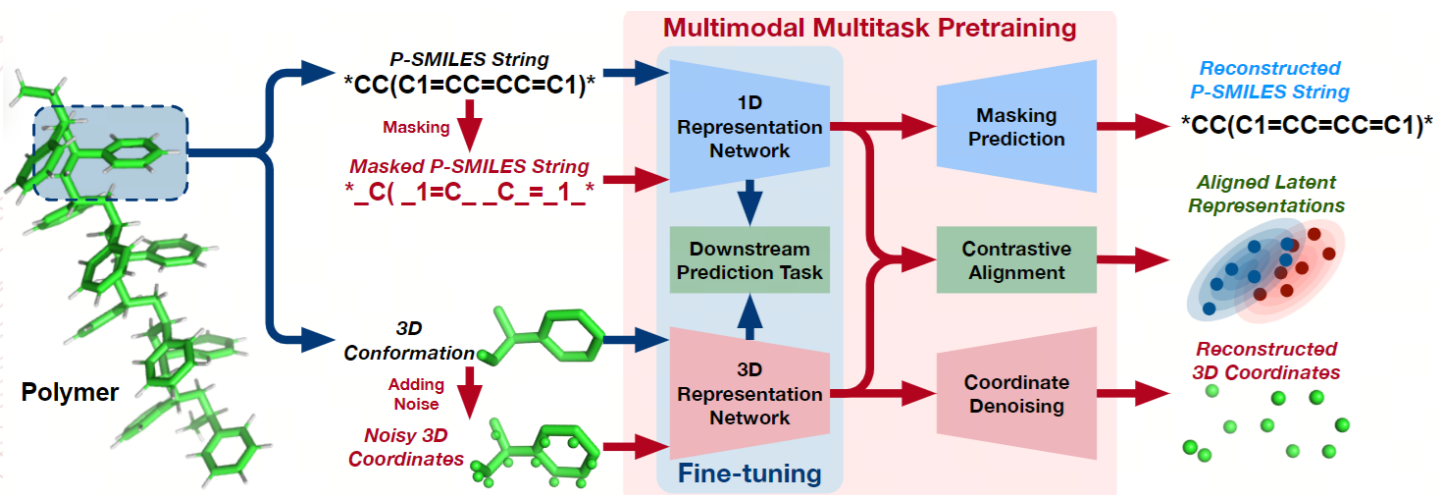 Multimodal Multitask Pretraining
P-SMILES String
*CC(C1=CC=CC=C1)*
Masking
Masked P-SMILES String
*_C( _1=C_ _C_=_1_*
1D
Representation
Network
Masking
Prediction
Reconstructed
P-SMILES String
*CC(C1=CC=CC=C1)*
Downstream
Prediction Task
Contrastive
Alignment
Aligned Latent
Representations
Polymer
3D
Conformation
Adding
Noise
Noisy 3D
Coordinates
3D
Representation
Network
Coordinate
Denoising
Reconstructed
3D Coordinates
Fine-tuning